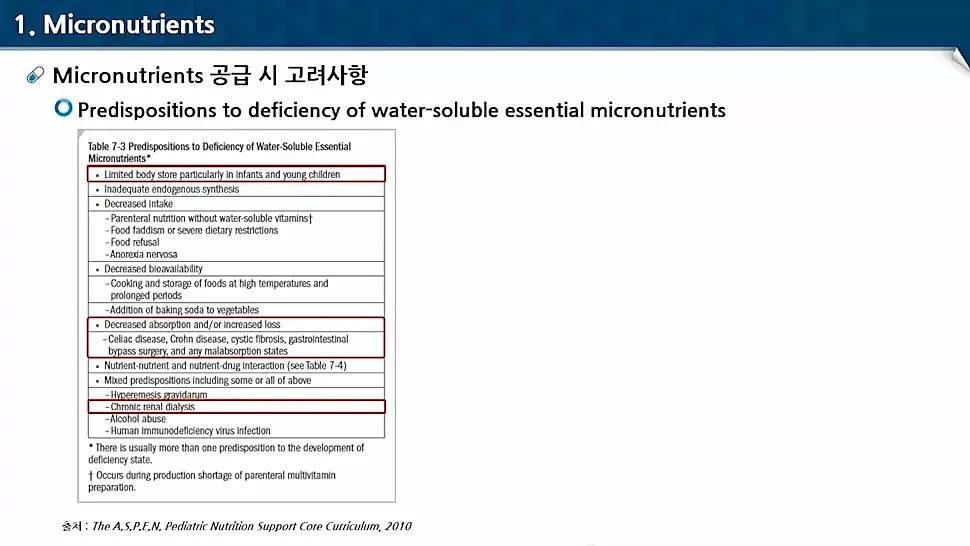 1. Micronutrients
Micronutrients 공급 시 고려사항
Predispositions to deficiency of water-soluble essential micronutrients
Table 7-3 Predispositions to Deficiency of Water-Soluble Essential
Micronutrients*
• Limited body store particularly in infants and young children
• Inadequate endogenous synthesis
• Decreased intake
– Parenteral nutrition without water-soluble vitamins†
– Food faddism or severe dietary restrictions
– Food refusal
– Anorexia nervosa
• Decreased bioavailability
– Cooking and storage of foods at high temperatures and
prolonged periods
– Addition of baking soda to vegetables
• Decreased absorption and/or increased loss
– Celiac disease, Crohn disease, cystic fibrosis, gastrointestinal
bypass surgery, and any malabsorption states
• Nutrient-nutrient and nutrient-drug interaction (see Table 7-4)
• Mixed predispositions including some or all of above
– Hyperemesis gravidarum
– Chronic renal dialysis
– Alcohol abuse
– Human immunodeficiency virus infection
* There is usually more than one predisposition to the development of
deficiency state.
† Occurs during production shortage of parenteral multivitamin
preparation.
출처 : The A.S.P.E.N. Pediatric Nutrition Support Core Curriculum, 2010